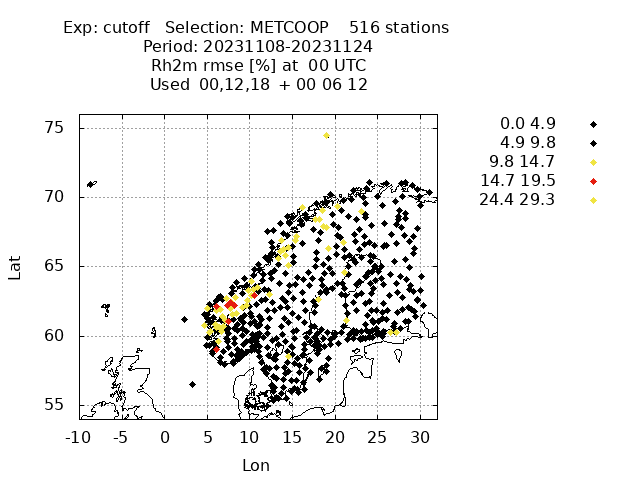 Exp: cutoff   Selection: METCOOP    516 stations
Period: 20231108-20231124
Rh2m rmse [%] at  00 UTC
Used 00,12,18  + 00 06 12
0.0 4.9
4.9 9.8
9.8 14.7
14.7 19.5
24.4 29.3
Lat
75
70
65
60
55
-10 -5 0 5 10 15 20 25 30
Lon